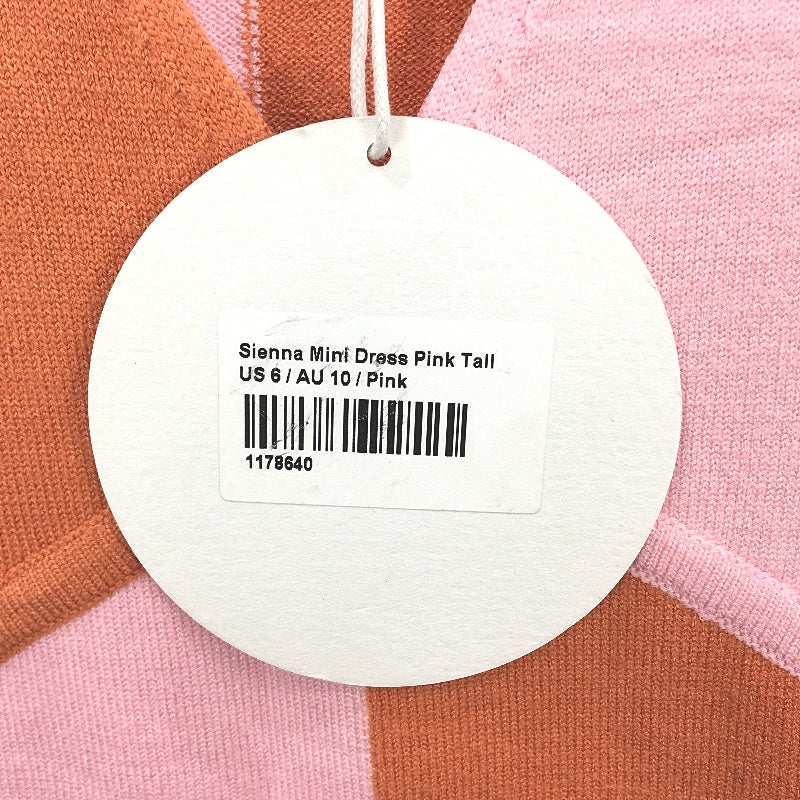 Sienna Mini Dress Pink Tall
US 6 / AU 10 / Pink
1178640